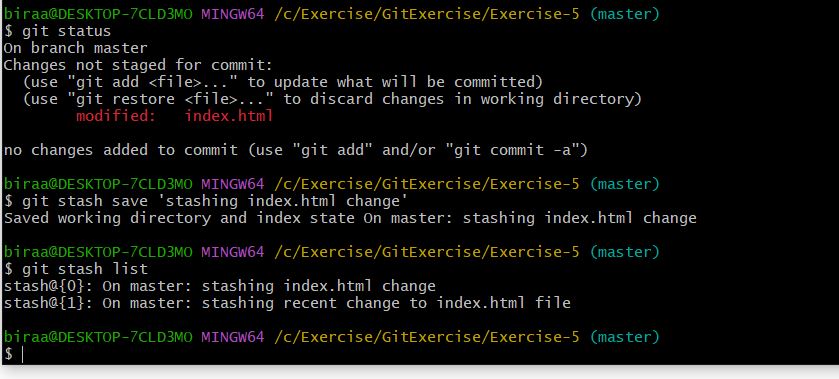 biraa@DESKTOP-7CLD3MO MINGW64 /c/Exercise/GitExercise/Exercise-5 (master)
$ git status
On branch master
Changes not staged for commit:
  (use "git add <file>..." to update what will be committed)
  (use "git restore <file>..." to discard changes in working directory)
        modified:   index.html

no changes added to commit (use "git add" and/or "git commit -a")

biraa@DESKTOP-7CLD3MO MINGW64 /c/Exercise/GitExercise/Exercise-5 (master)
$ git stash save 'stashing index.html change'
Saved working directory and index state On master: stashing index.html change

biraa@DESKTOP-7CLD3MO MINGW64 /c/Exercise/GitExercise/Exercise-5 (master)
$ git stash list
stash@{0}: On master: stashing index.html change
stash@{1}: On master: stashing recent change to index.html file

biraa@DESKTOP-7CLD3MO MINGW64 /c/Exercise/GitExercise/Exercise-5 (master)
$